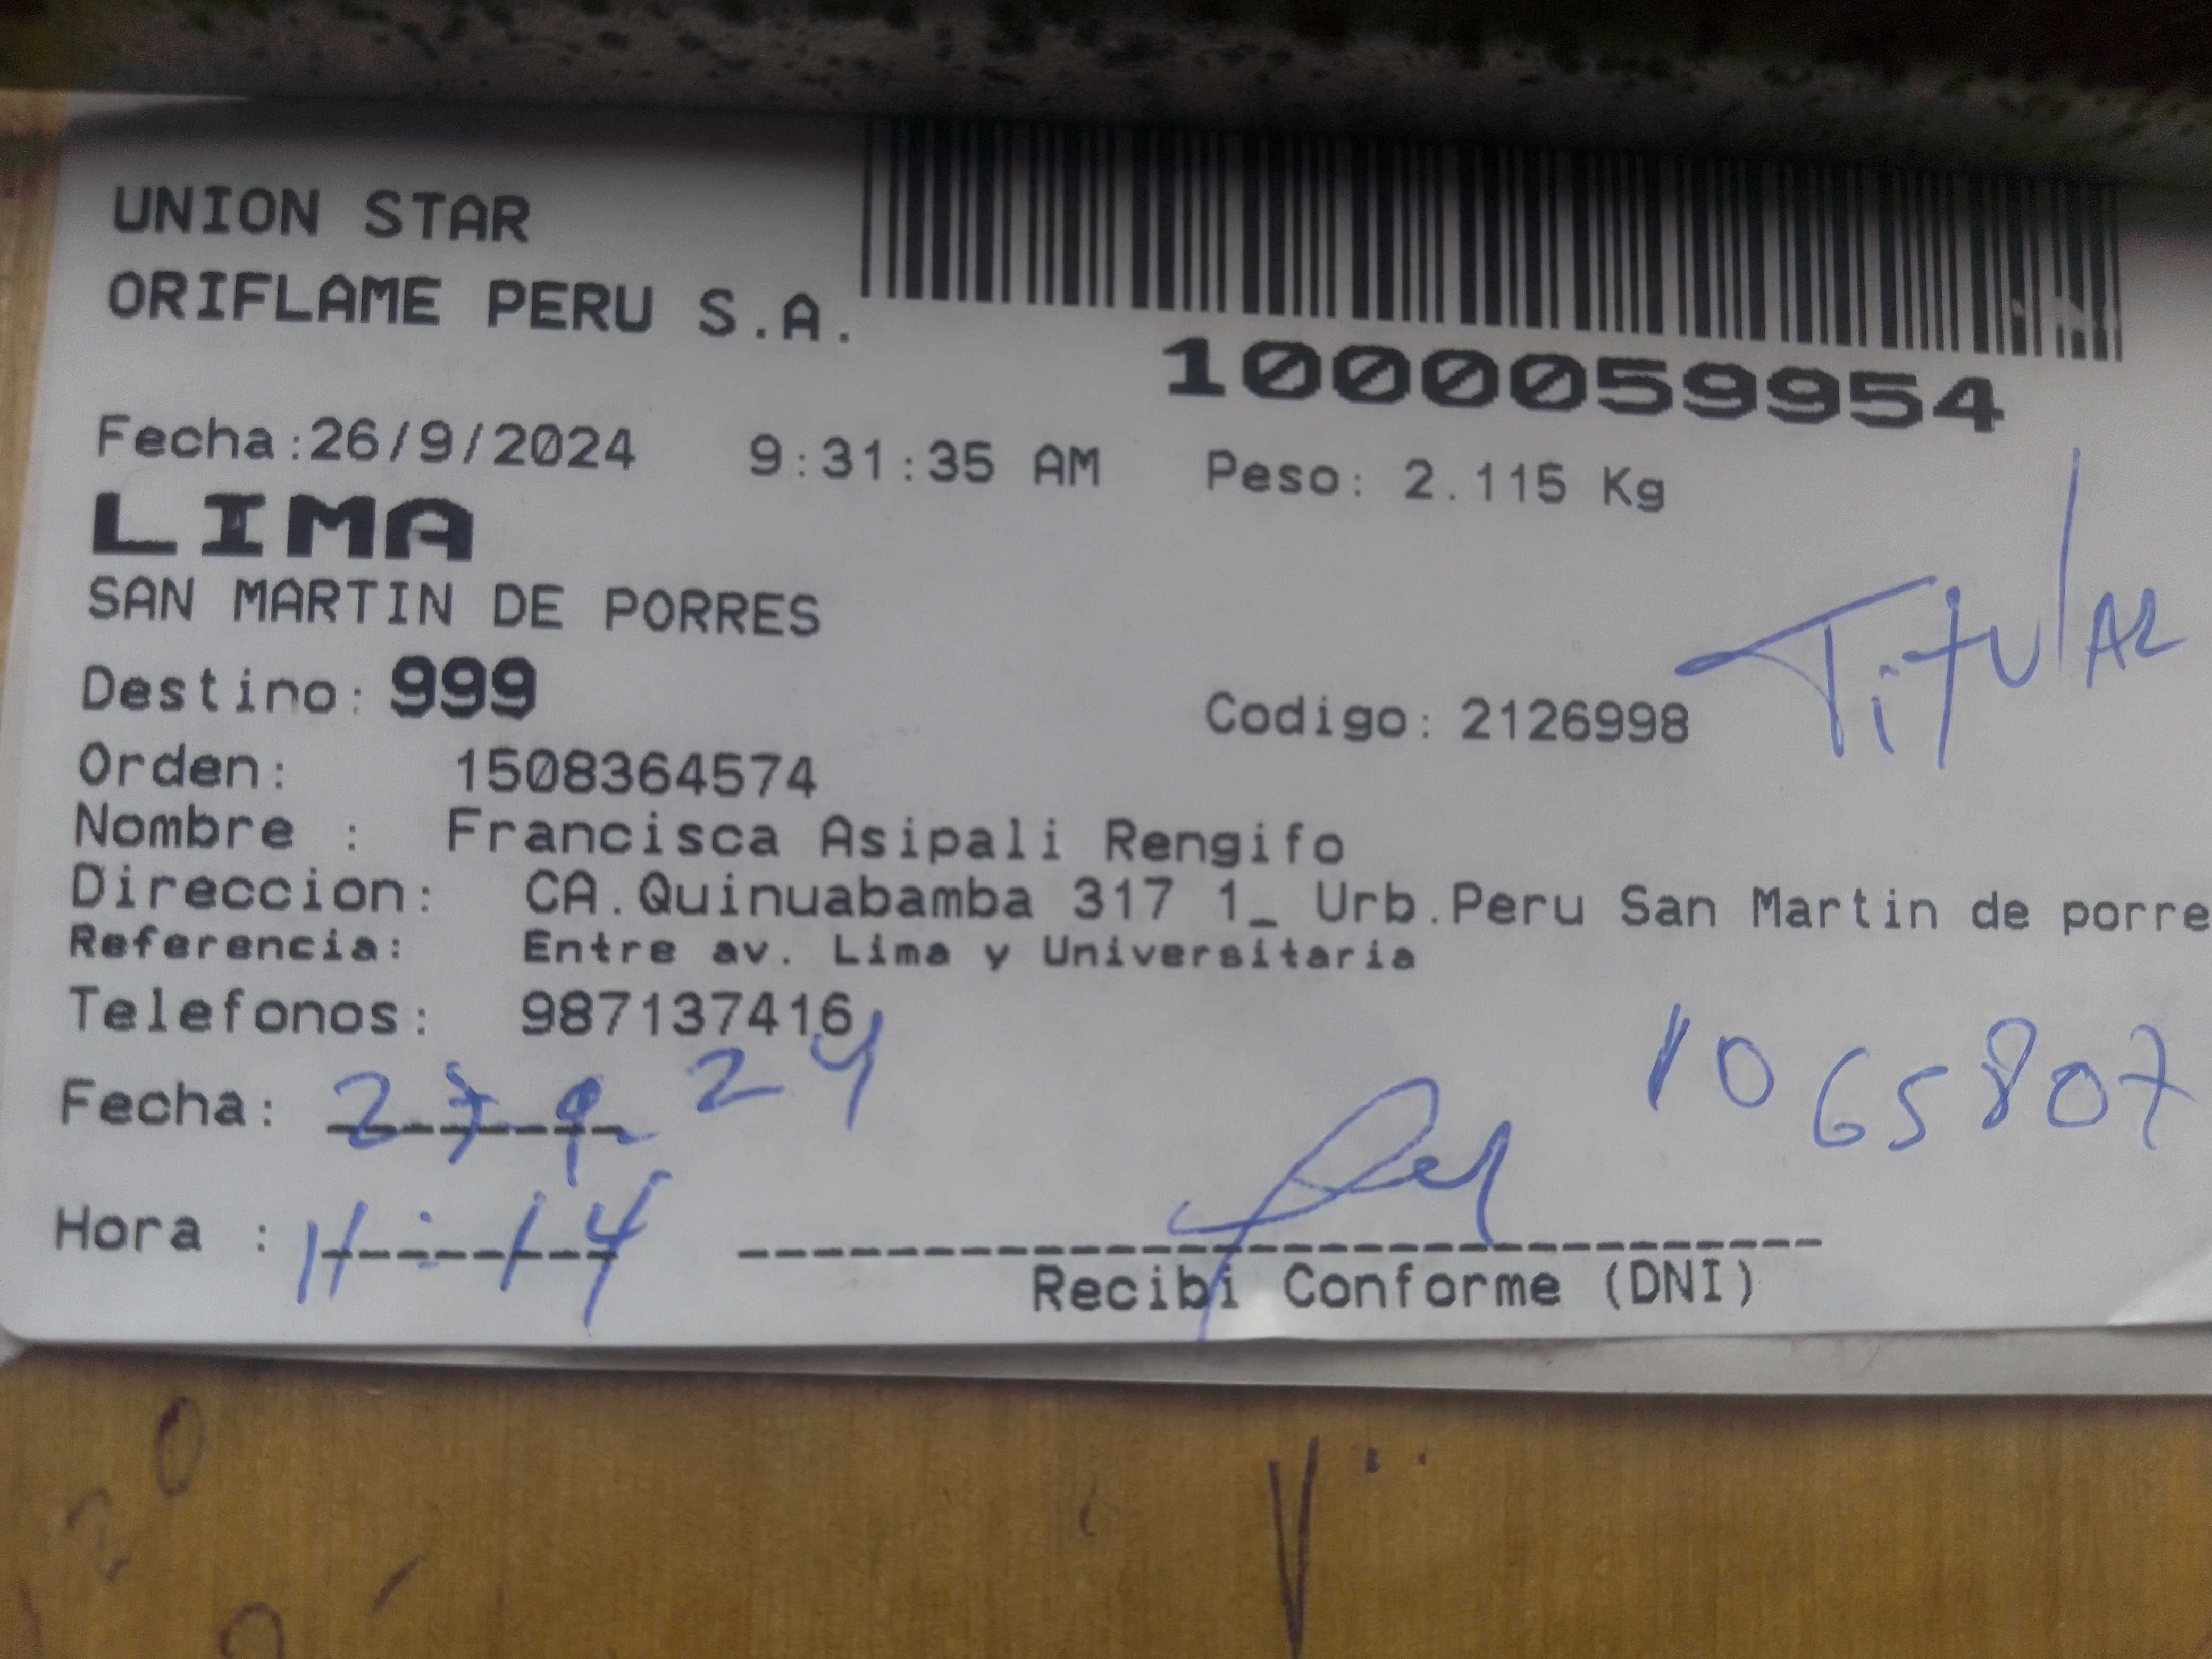 UNION STAR
ORIFLAME PERU S.A.
1000059954
Fecha:26/9/2024 9:31:35 AM Peso: 2.115 Kg
LIMA
SAN MARTIN DE PORRES
Titular
Destino: 999 Codigo: 2126998
Orden: 1508364574
Nombre : Francisca Asipali Rengifo
Direccion: CA.Quinuabamba 317 1_ Urb.Peru San Martin de porre
Referencia: Entre av. Lima y Universitaria
Telefonos: 987137416
Fecha: 27-9-24
1065807
Hora : 11:14
Recibi Conforme (DNI)